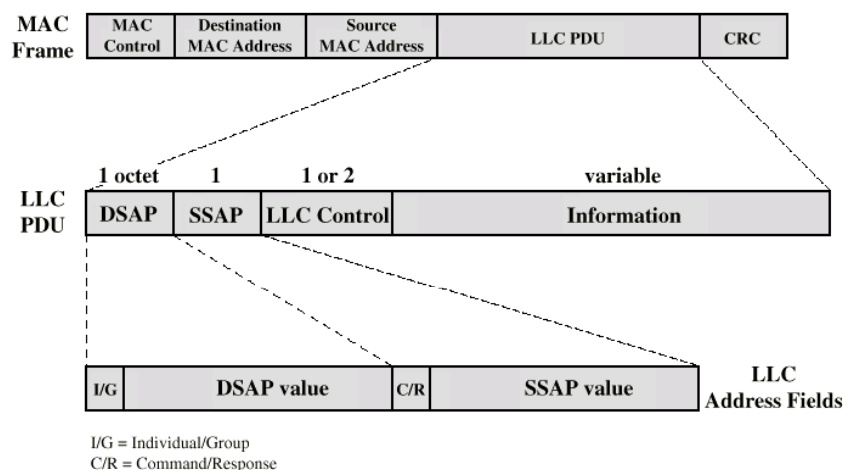 MAC
Frame
MAC
Control
Destination
MAC Address
Source
MAC Address
LLC PDU
CRC
1 octet
1
1 or 2
variable
LLC
PDU
DSAP
SSAP
LLC Control
Information
I/G
DSAP value
C/R
SSAP value
LLC
Address Fields
I/G = Individual/Group
C/R = Command/Response